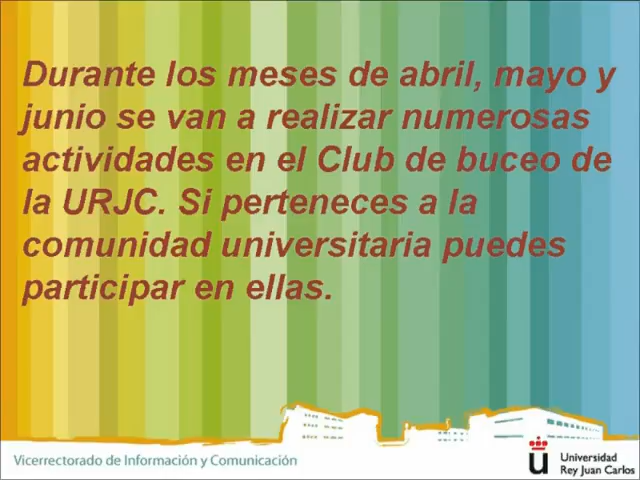 Durante los meses de abril, mayo y
junio se van a realizar numerosas
actividades en el Club de buceo de
la URJC. Si perteneces a la
comunidad universitaria puedes
participar en ellas.
Vicerrectorado de Información y Comunicación
u
Universidad
Rey Juan Carlos